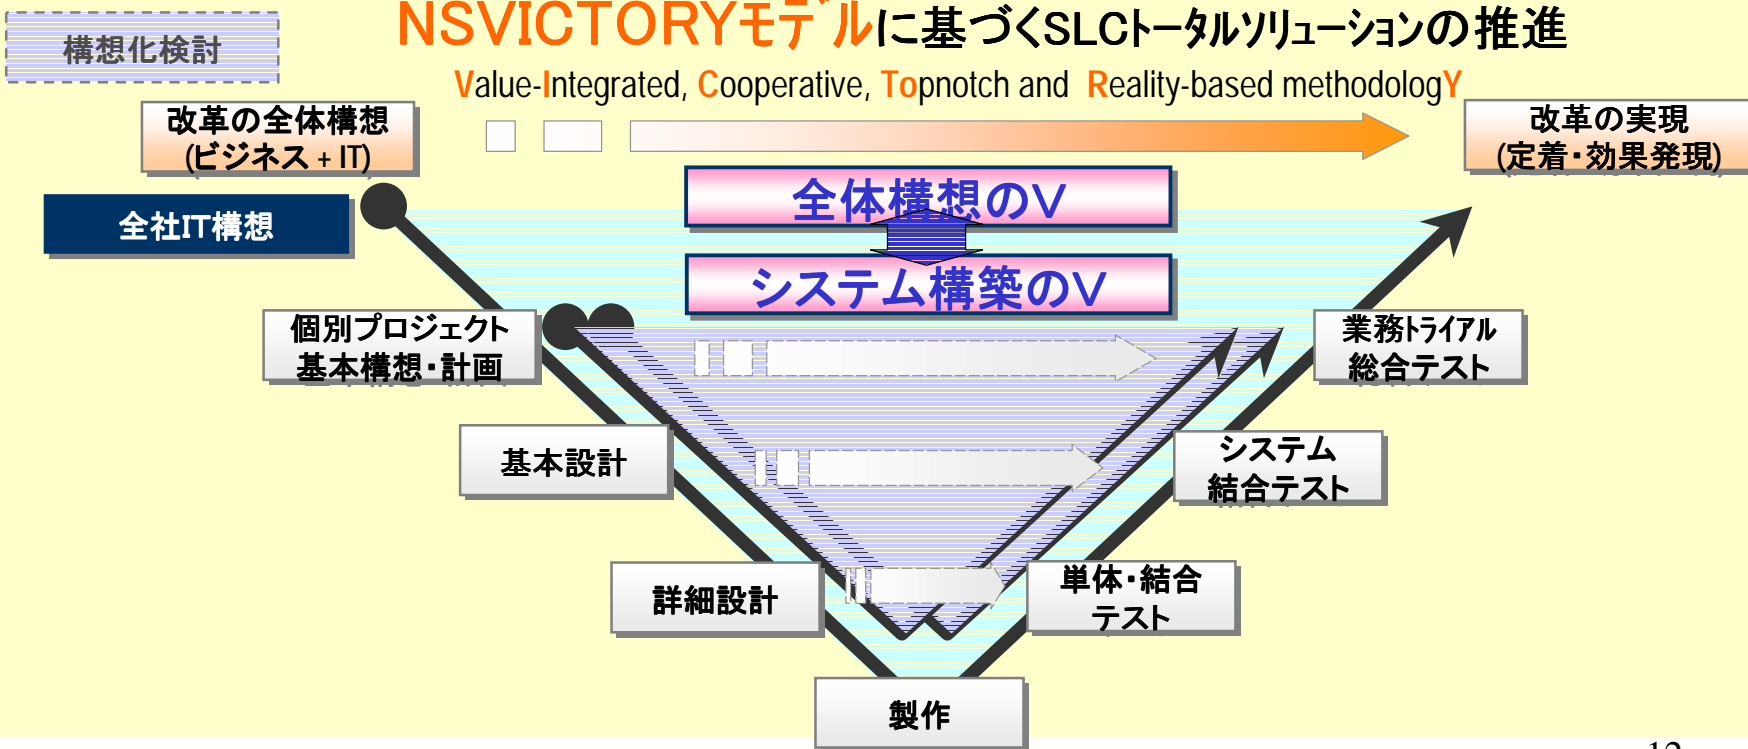 NSVICTORYモデルに基づくSLCトータルソリューションの推進
構想化検討
Value-Integrated, Cooperative, Topnotch and Reality-based methodologY
改革の全体構想
(ビジネス + IT)
改革の実現
(定着・効果発現)
全体構想のV
全社IT構想
システム構築のV
個別プロジェクト
基本構想・計画
業務トライアル
総合テスト
基本設計
システム
結合テスト
詳細設計
単体・結合
テスト
製作
12